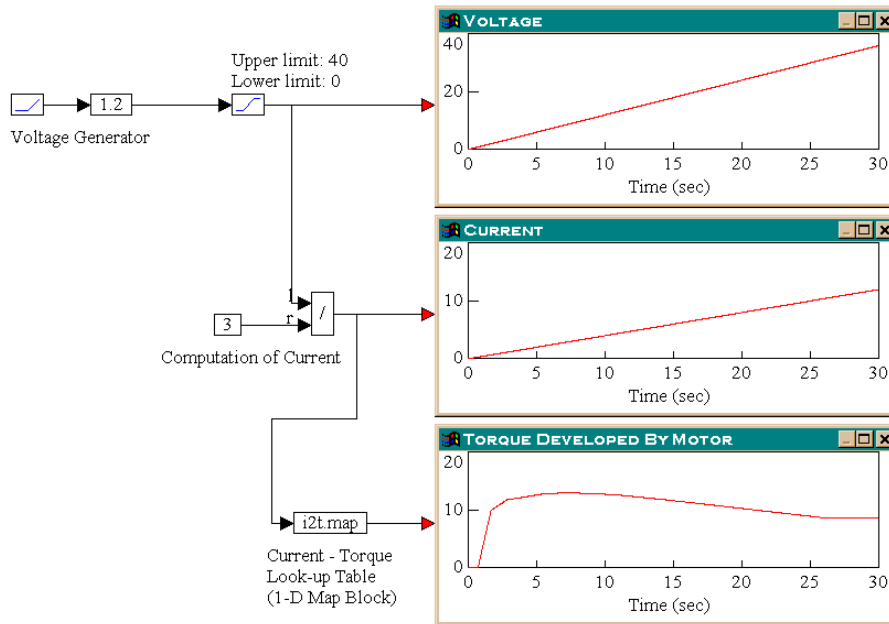 VOLTAGE
40
20
0
0 5 10 15 20 25 30
Time (sec)
Upper limit: 40
Lower limit: 0
1.2
Voltage Generator
CURRENT
20
10
0
0 5 10 15 20 25 30
Time (sec)
l
r
/
3
Computation of Current
TORQUE DEVELOPED BY MOTOR
20
10
0
0 5 10 15 20 25 30
Time (sec)
i2t.map
Current - Torque
Look-up Table
(1-D Map Block)